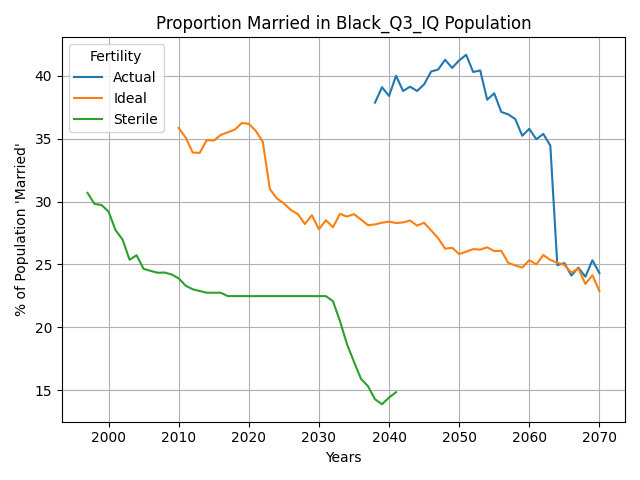 Proportion Married in Black_Q3_IQ Population
% of Population 'Married'
Fertility
Actual
Ideal
Sterile
40
35
30
25
20
15
2000 2010 2020 2030 2040 2050 2060 2070
Years